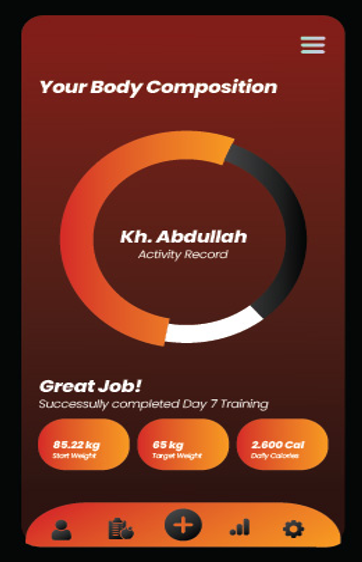 Your Body Composition
Kh. Abdullah
Activity Record
Great Job!
Successully completed Day 7 Training
85.22 kg
Start Weight
65 kg
Target Weight
2.600 Cal
Daily Calories